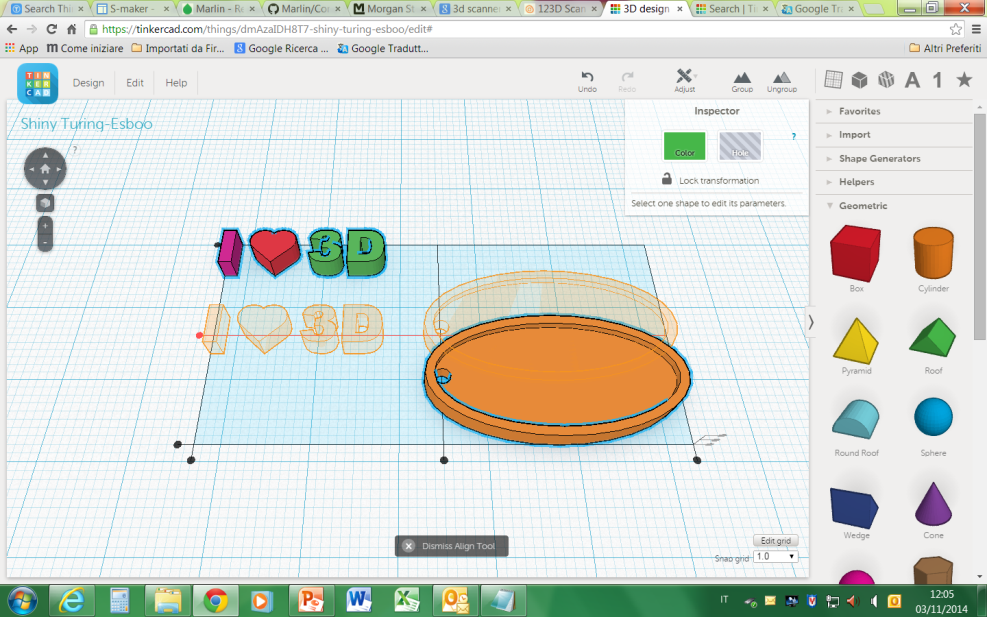 Search Thi
S-maker -
Marlin - Re
Marlin/Co
Morgan St
3d scanne
123D Scan
3D design
Search | T
Google Tr
https://tinkercad.com/things/dmAzaIDH8T7-shiny-turing-esboo/edit#
App
Come iniziare
Importati da Fir...
Google Ricerca ...
Google Tradutt...
Altri Preferiti
TIN
KER
CAD
Design
Edit
Help
Undo
Redo
Adjust
Group
Ungroup
A
1
Shiny Turing-Esboo
?
+
-
Inspector
Color
Hole
?
Lock transformation
Select one shape to edit its parameters.
Favorites
Import
Shape Generators
Helpers
Geometric
Box
Cylinder
Pyramid
Roof
Round Roof
Sphere
Wedge
Cone
I 3D
I 3D
Dismiss Align Tool
Edit grid
Snap grid 1.0
IT
12:05
03/11/2014